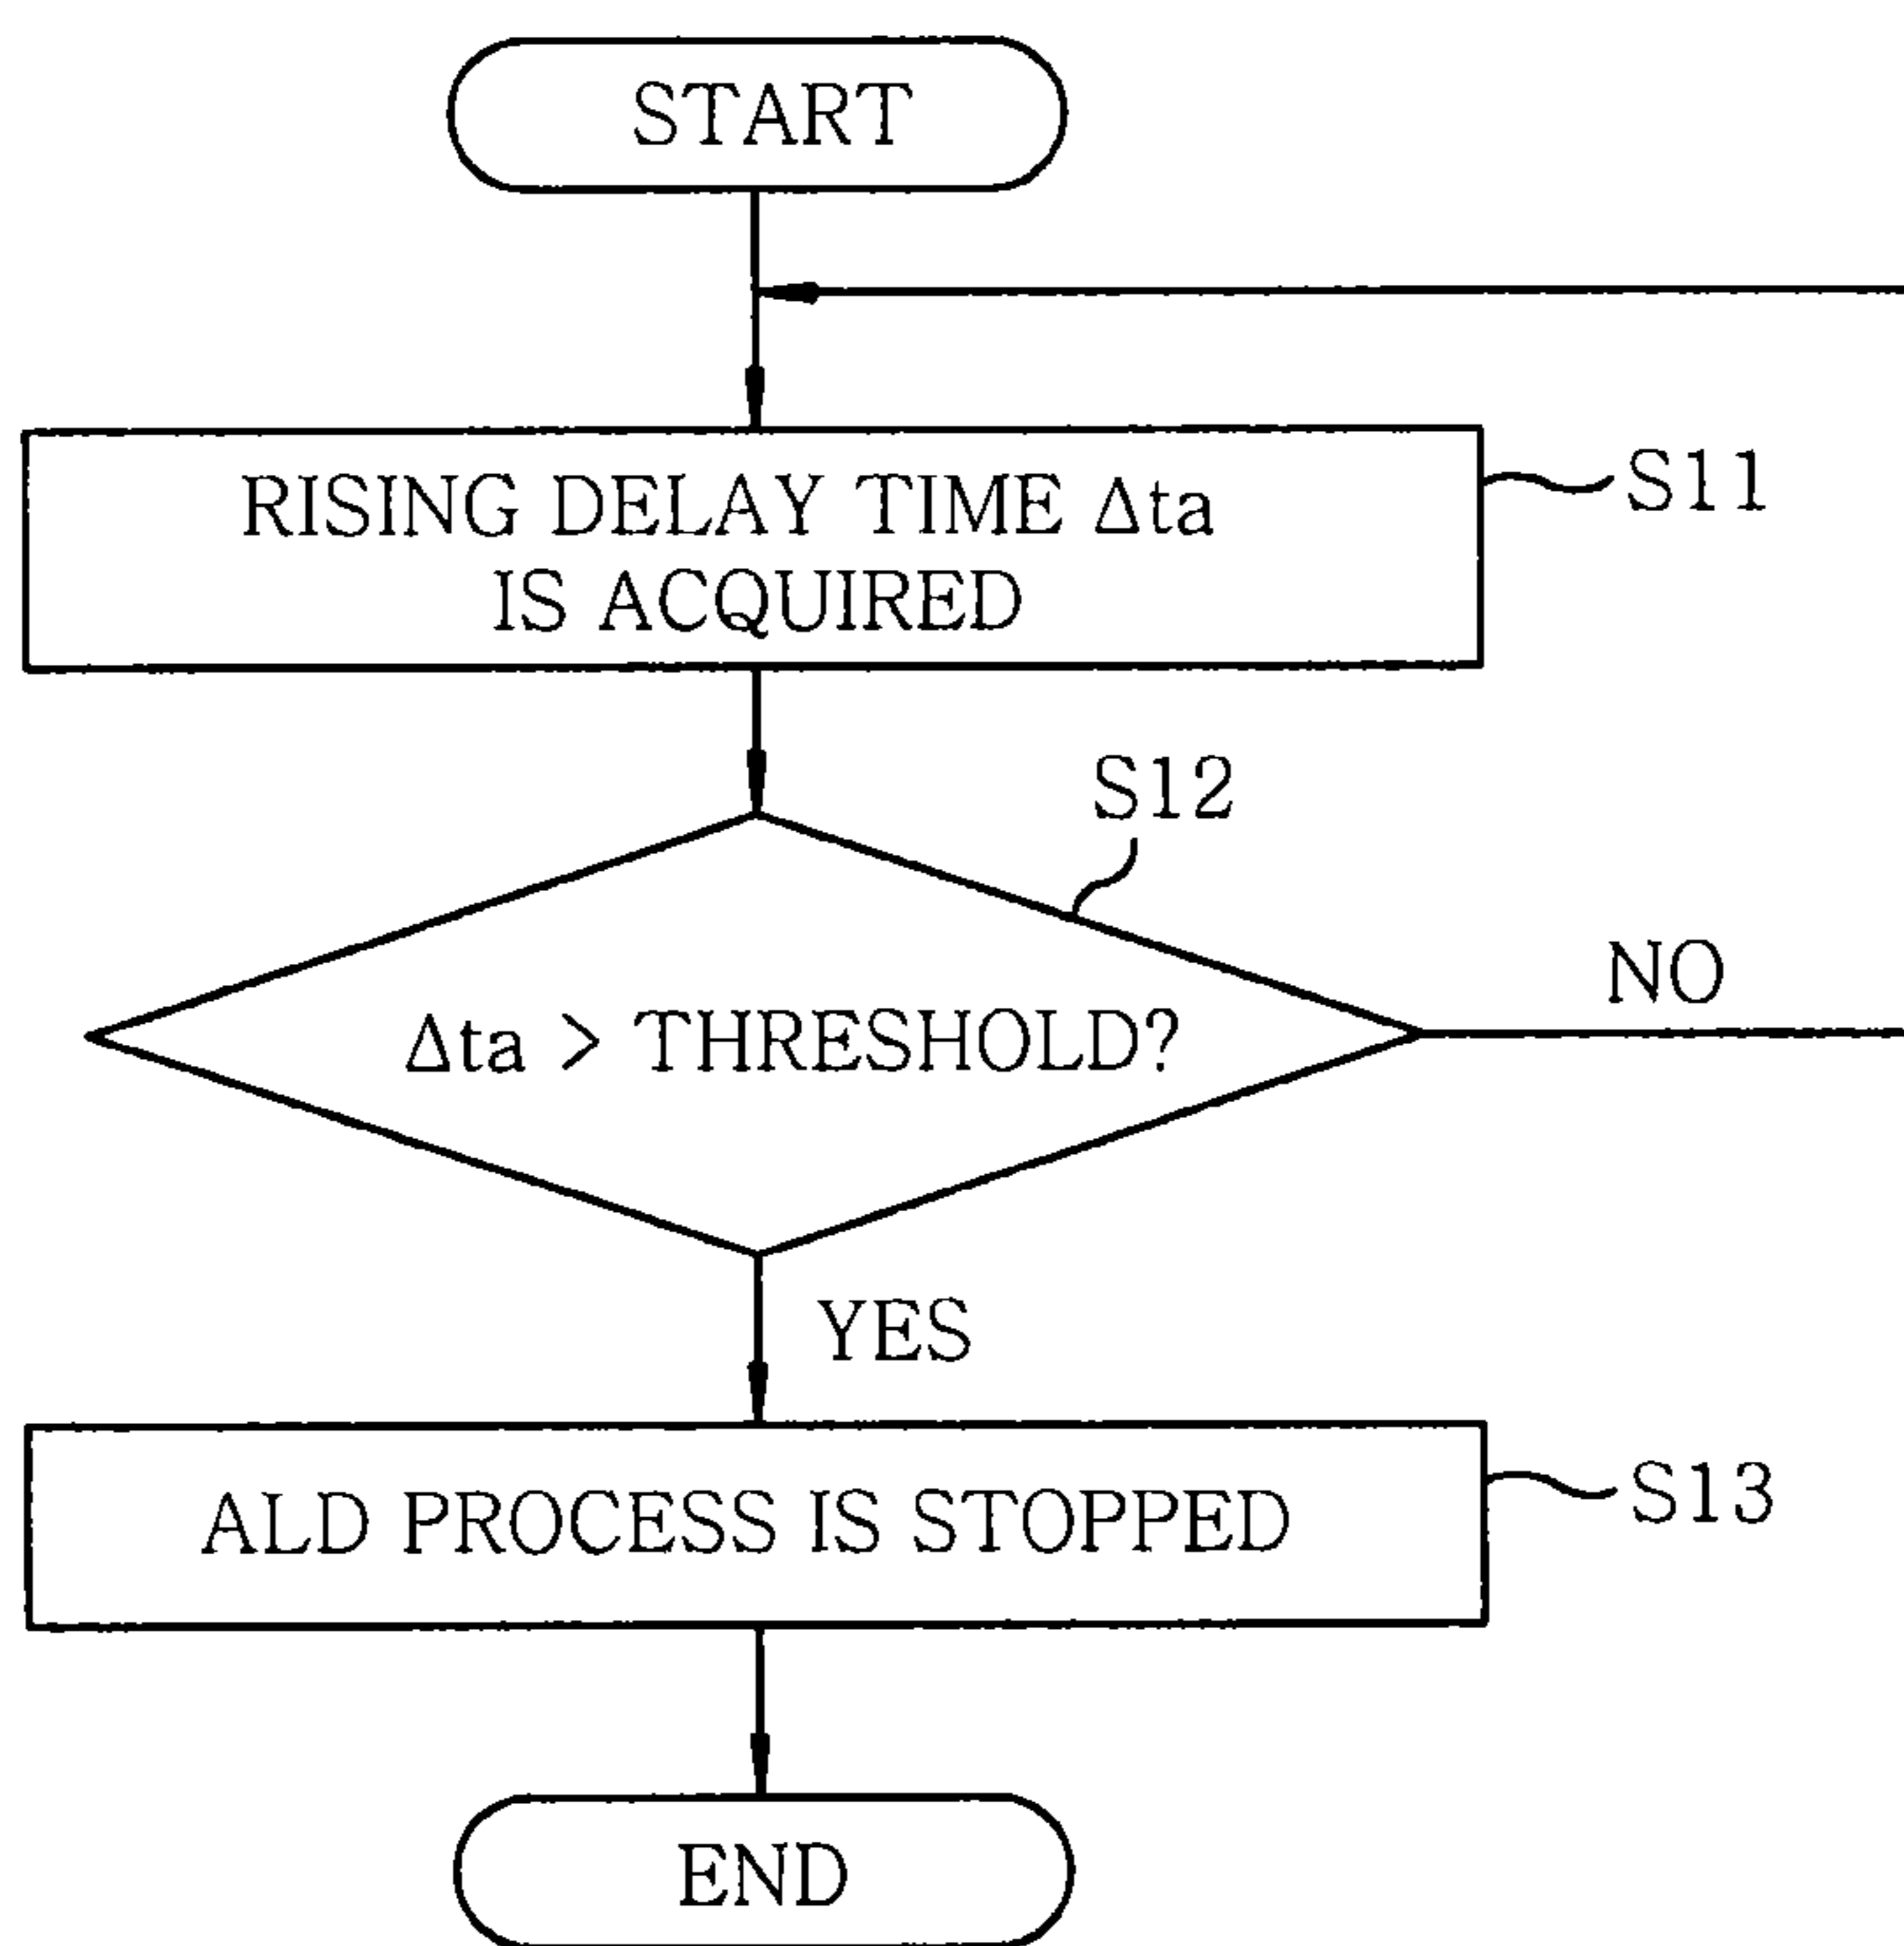 START
RISING DELAY TIME Δta
IS ACQUIRED
S11
S12
Δta > THRESHOLD?
NO
YES
ALD PROCESS IS STOPPED
S13
END